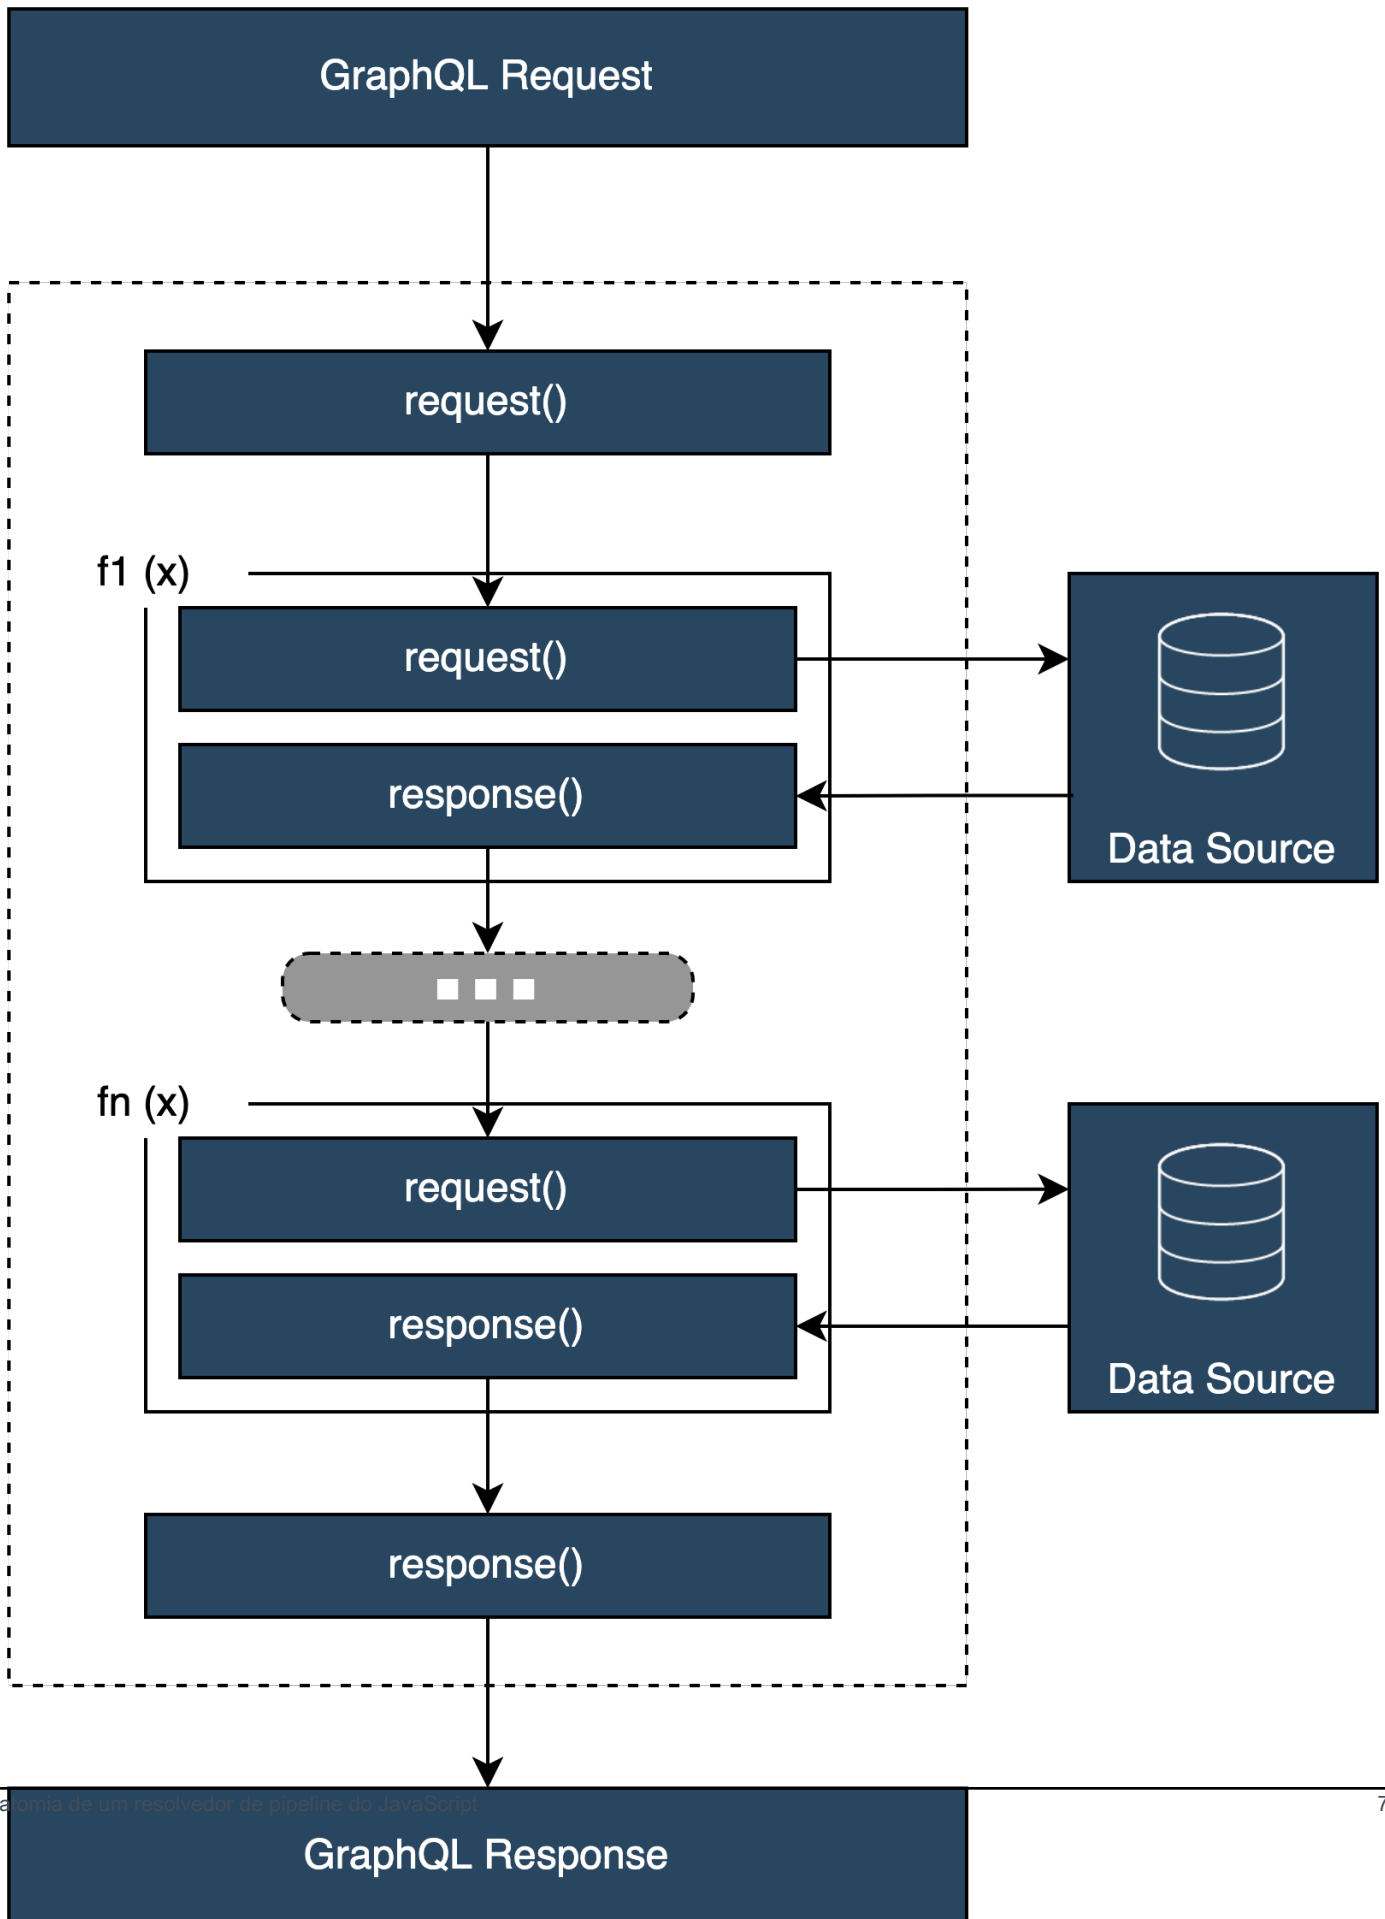 GraphQL Request
request()
f1 (x)
request()
response()
Data Source
fn (x)
request()
response()
Data Source
response()
atomia de um resolvedor de pipeline do JavaScript
7
GraphQL Response